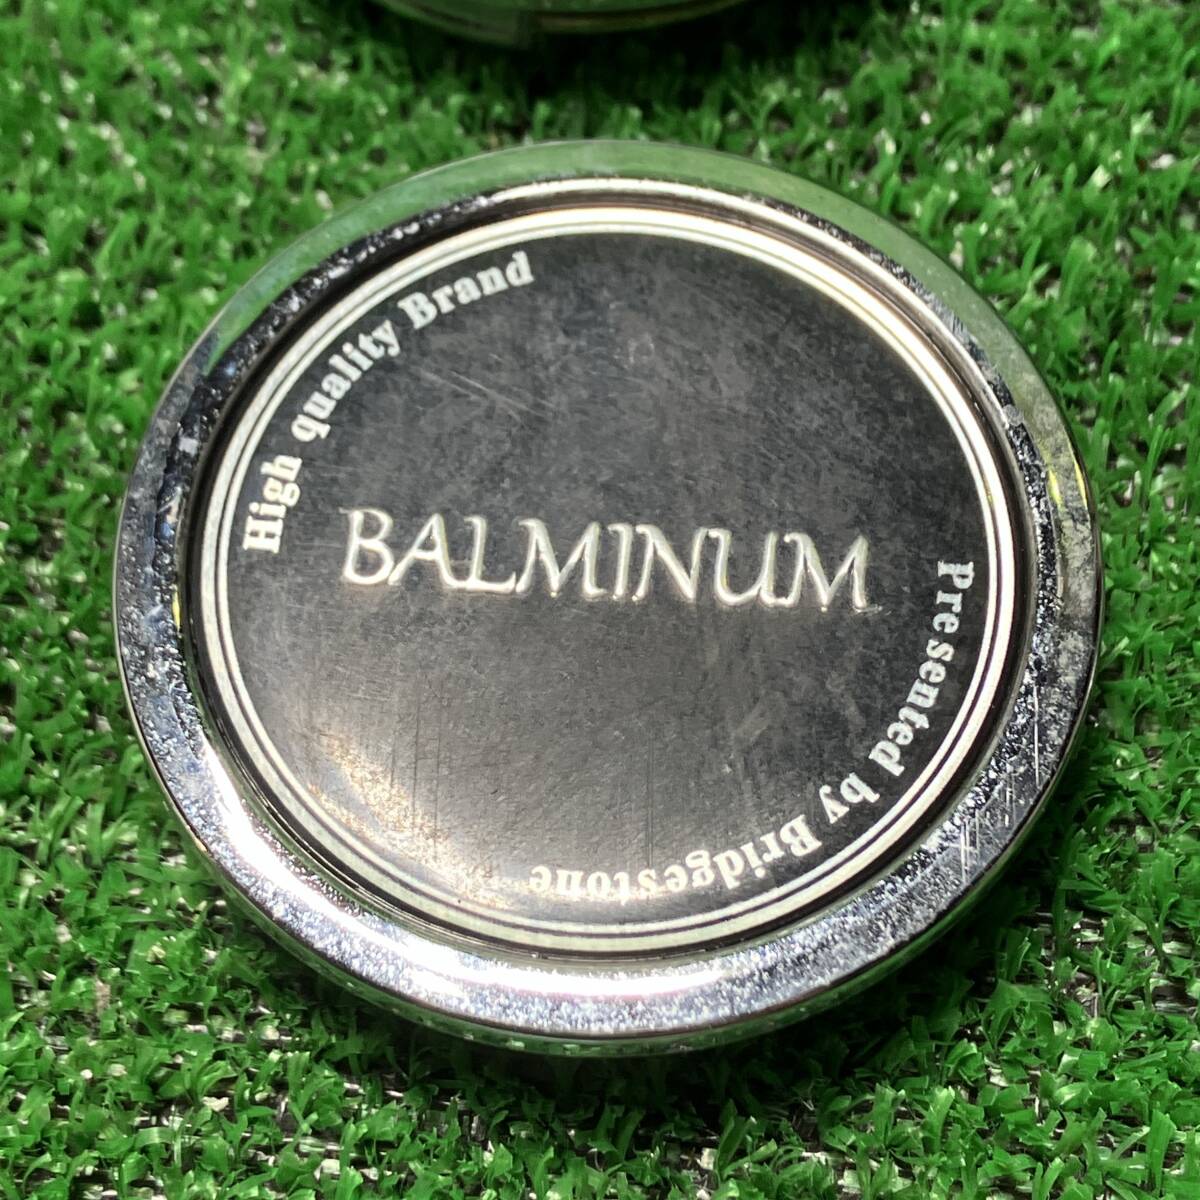 High quality Brand
BALMINUM
Presented by Bridgestone